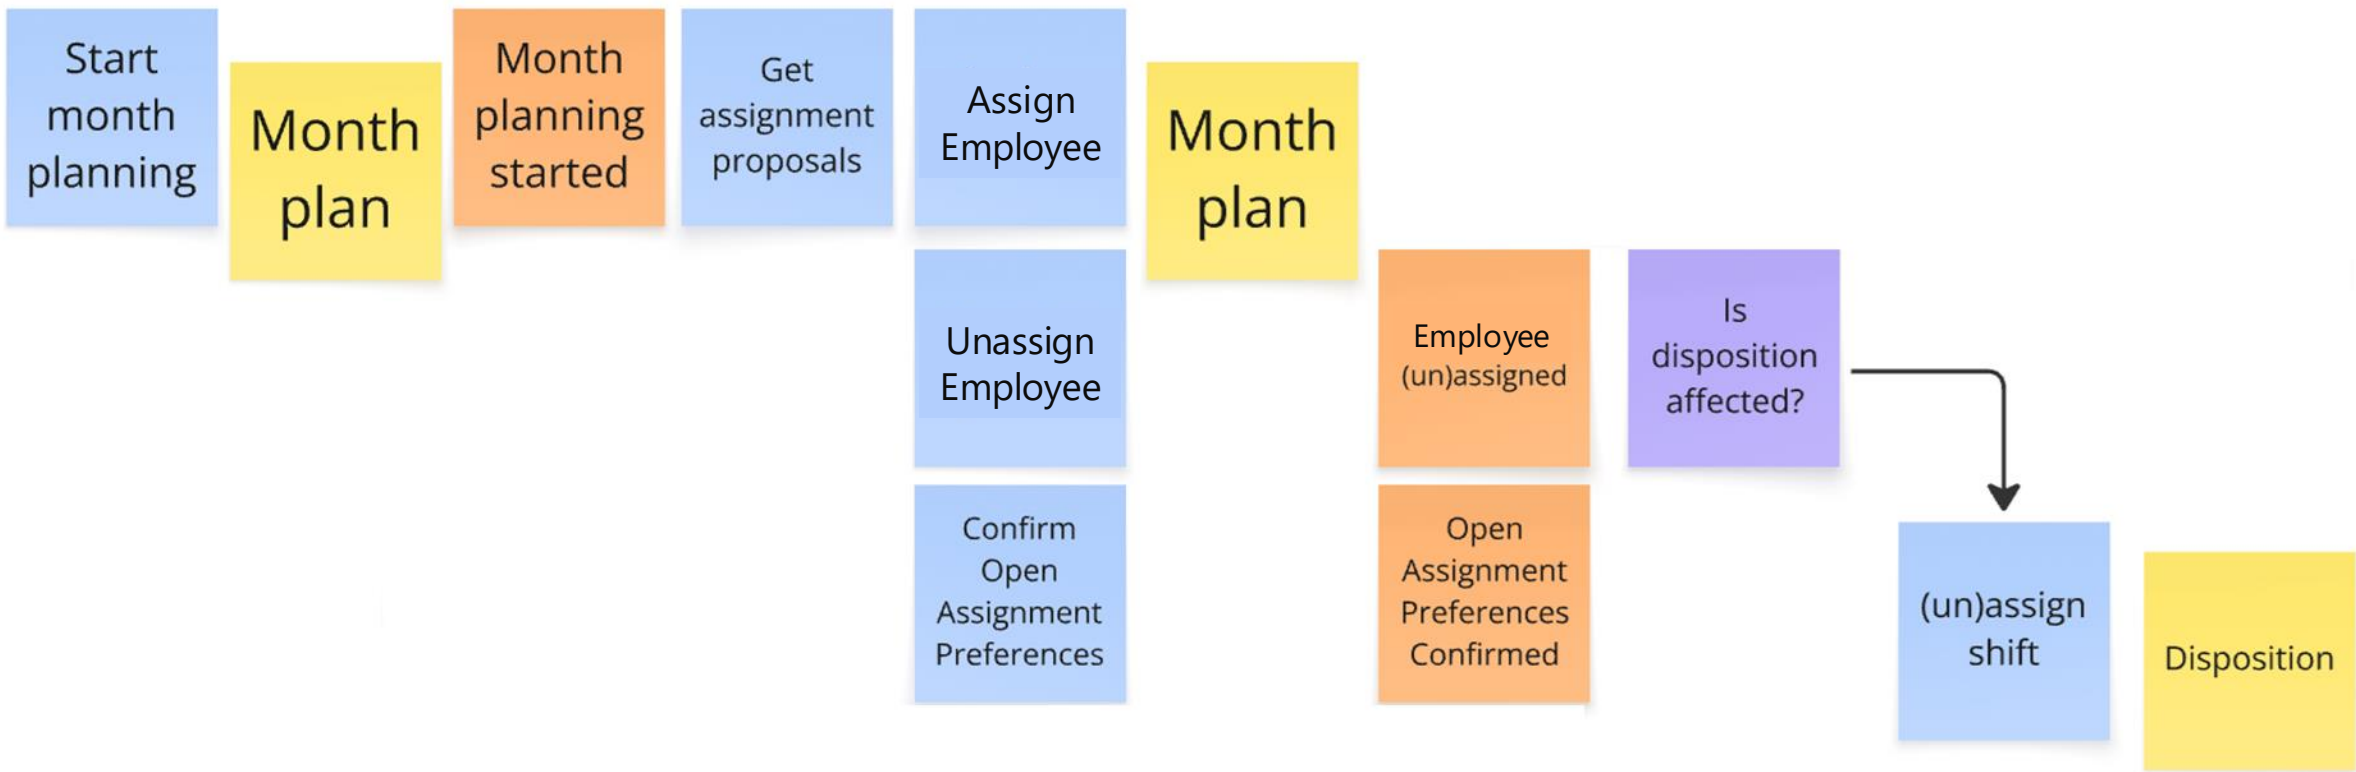 Start
month
planning
Month
plan
Month
planning
started
Get
assignment
proposals
Assign
Employee
Month
plan
Unassign
Employee
Employee
(un)assigned
Is
disposition
affected?
Confirm
Open
Assignment
Preferences
Open
Assignment
Preferences
Confirmed
(un)assign
shift
Disposition